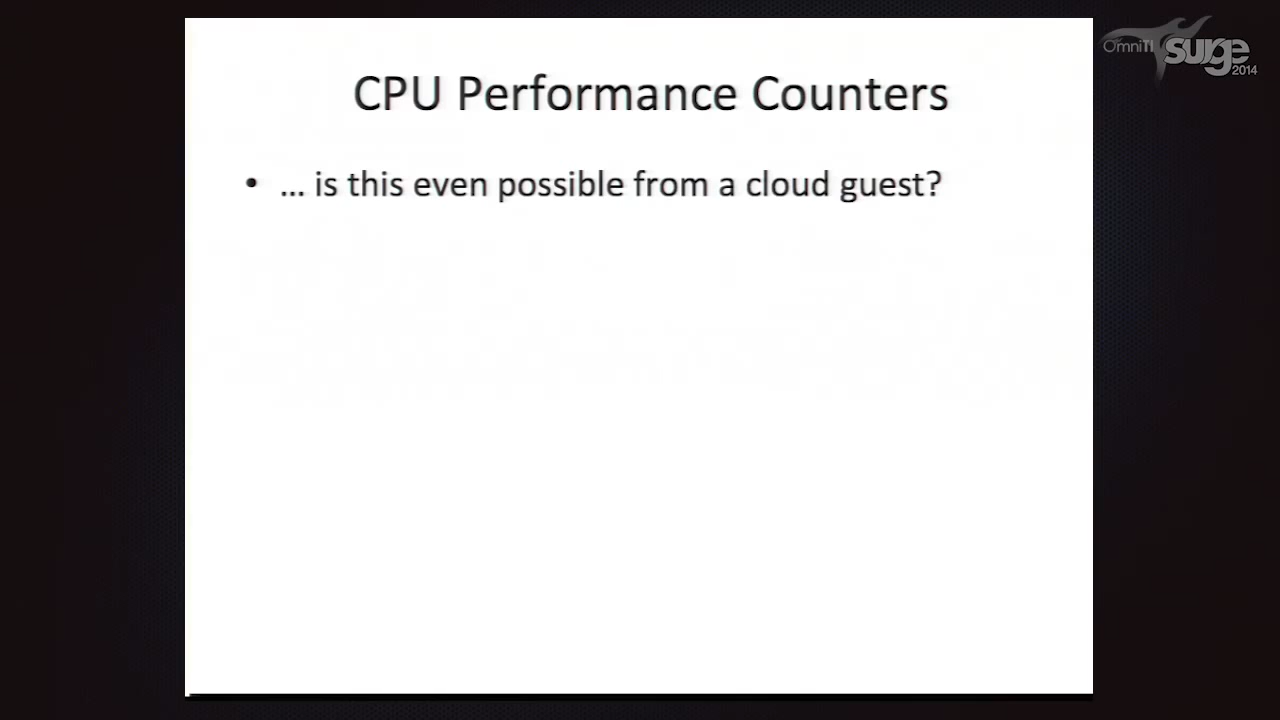 OmniTI surge 2014
CPU Performance Counters
• ... is this even possible from a cloud guest?